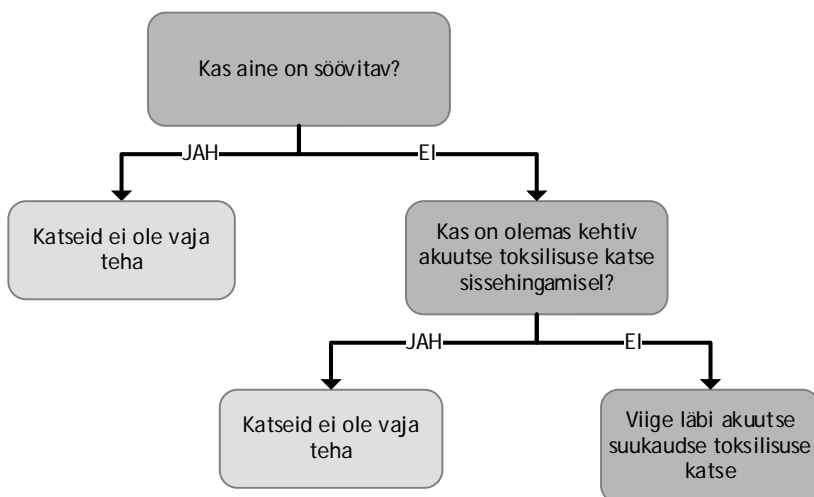 Kas aine on söövitav?
JAH
EI
Katseid ei ole vaja
teha
Kas on olemas kehtiv
akuutse toksilisuse katse
sissehingamisel?
JAH
EI
Katseid ei ole vaja
teha
Viige läbi akuutse
suukaudse toksilisuse
katse